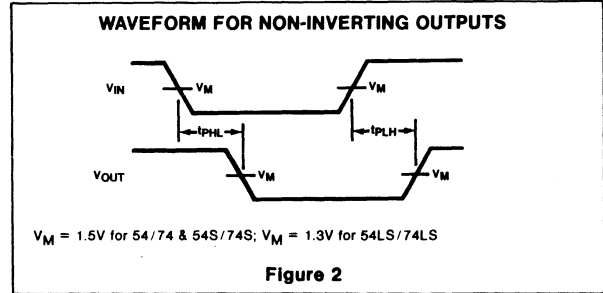 WAVEFORM FOR NON-INVERTING OUTPUTS
VIN
VM
VM
tPHL
tPLH
VOUT
VM
VM
VM = 1.5V for 54/74 & 54S/74S; VM = 1.3V for 54LS/74LS
Figure 2